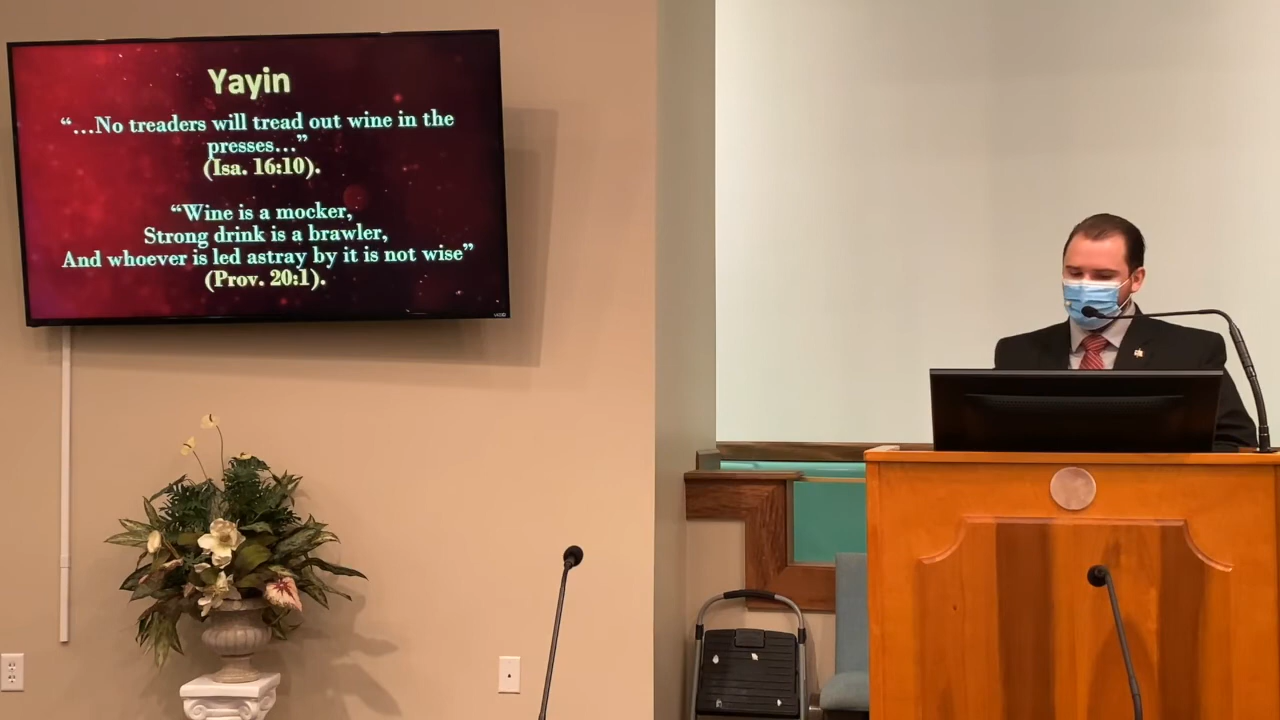 Yayin
“…No treaders will tread out wine in the
presses…”
(Isa. 16:10).
“Wine is a mocker,
Strong drink is a brawler,
And whoever is led astray by it is not wise”
(Prov. 20:1).
VIZIO